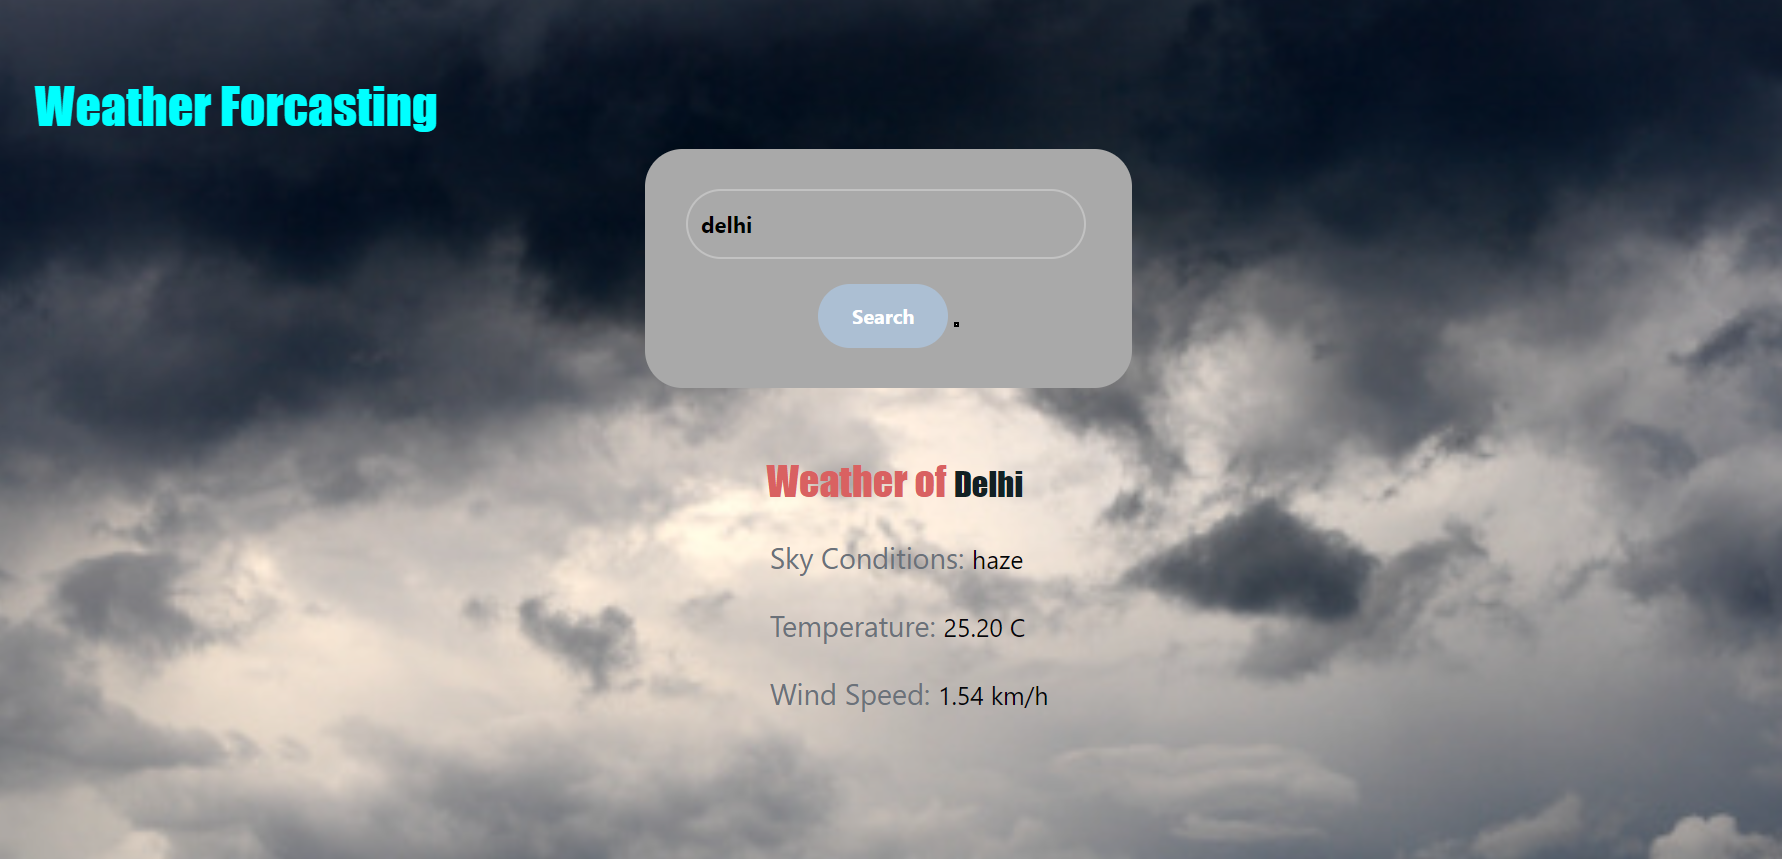 Weather Forcasting
delhi
Search
Weather of Delhi
Sky Conditions: haze
Temperature: 25.20 C
Wind Speed: 1.54 km/h